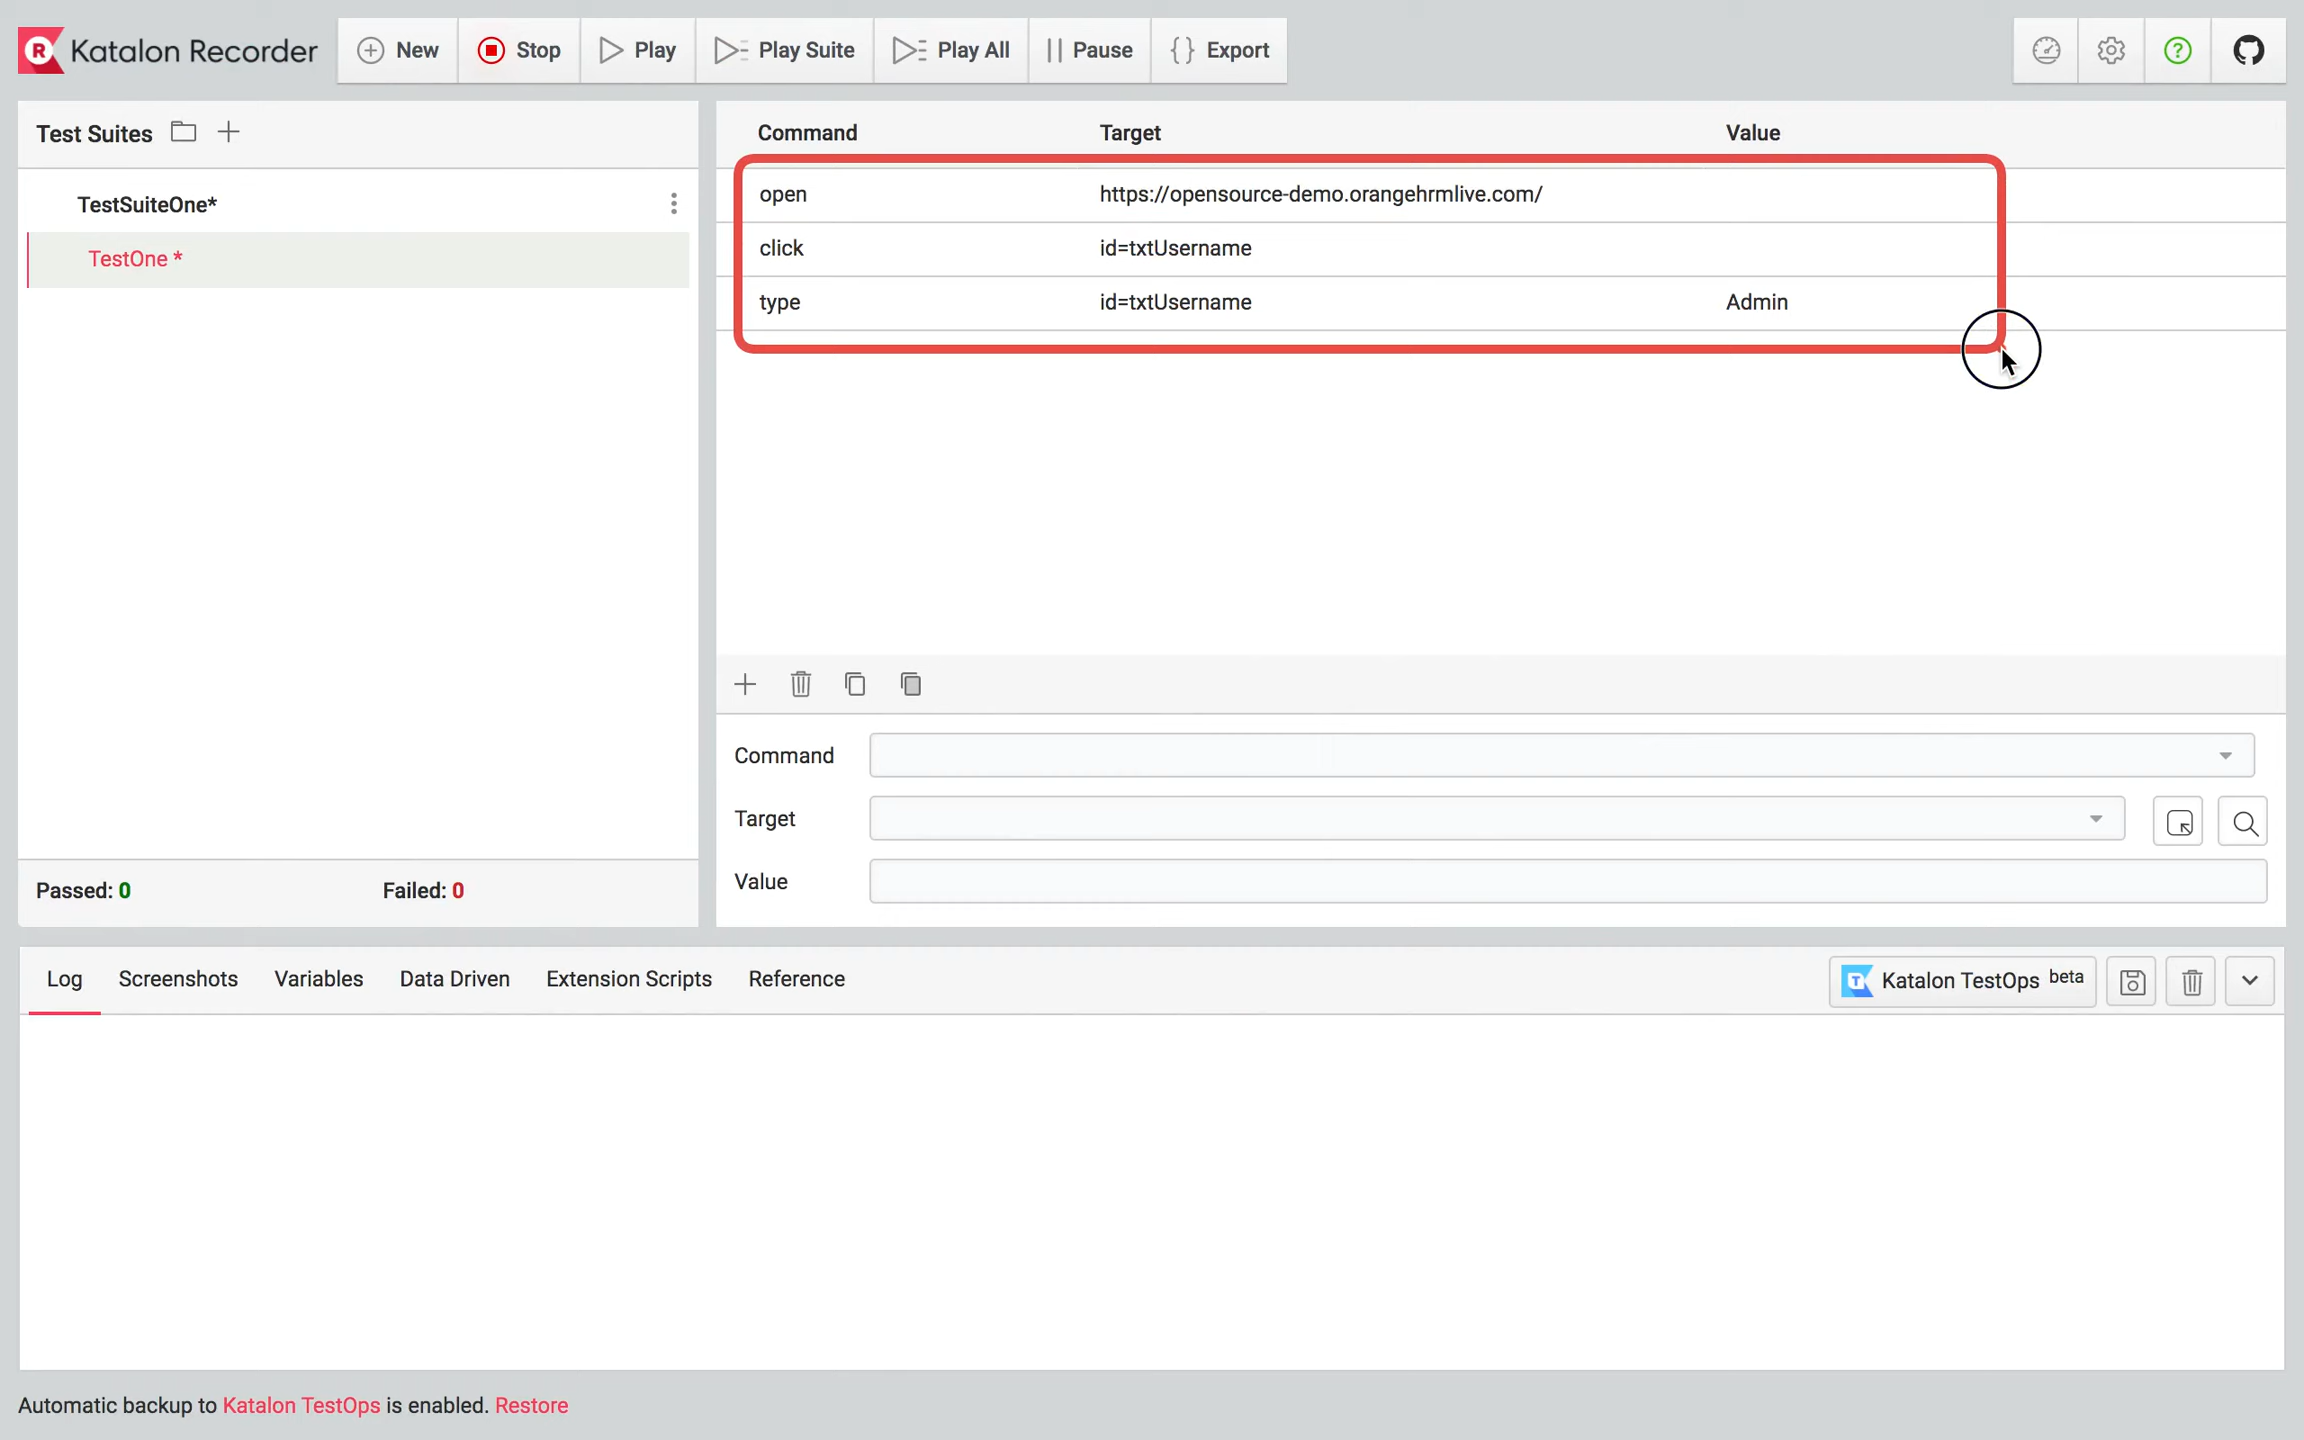 Katalon Recorder New Stop Play Play Suite Play All Pause Export
Test Suites
TestSuiteOne*
TestOne *
Passed: 0 Failed: 0
Command Target Value
open https://opensource-demo.orangehrmlive.com/
click id=txtUsername
type id=txtUsername Admin
Command
Target
Value
Log Screenshots Variables Data Driven Extension Scripts Reference Katalon TestOps beta
Automatic backup to Katalon TestOps is enabled. Restore